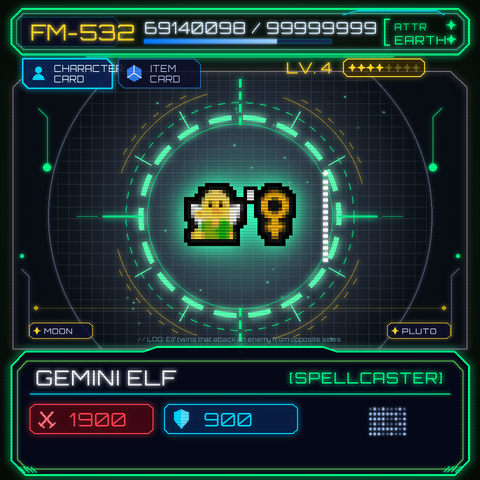 FM-532
69140098 / 99999999
ATTR
EARTH
CHARACTER
CARD
ITEM
CARD
LV.4
MOON
PLUTO
// LOG: Elf twins that attack an enemy from opposite sides.
GEMINI ELF
[SPELLCASTER]
1900
900